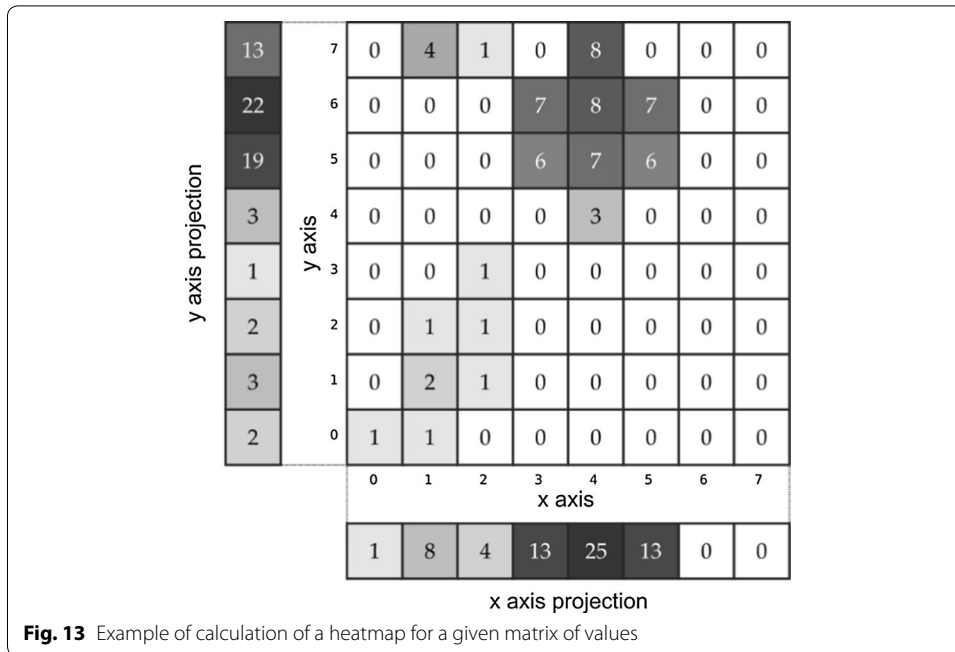 13 7 0 4 1 0 8 0 0 0
22 6 0 0 0 7 8 7 0 0
19 5 0 0 0 6 7 6 0 0
3 4 0 0 0 0 3 0 0 0
1 3 0 0 1 0 0 0 0 0
2 2 0 1 1 0 0 0 0 0
3 1 0 2 1 0 0 0 0 0
2 0 1 1 0 0 0 0 0 0
y axis projection
y axis
0 1 2 3 4 5 6 7
x axis
1 8 4 13 25 13 0 0
x axis projection
Fig. 13 Example of calculation of a heatmap for a given matrix of values